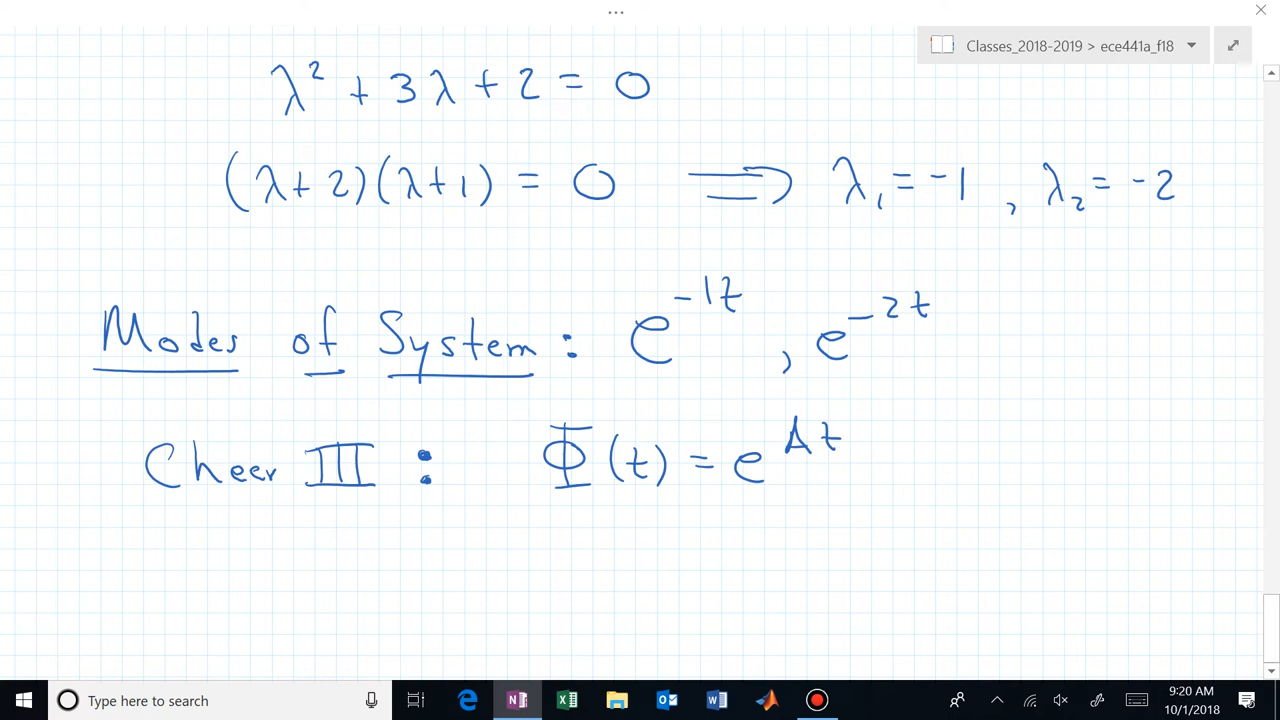 ...
Classes_2018-2019 > ece441a_f18
λ² + 3λ + 2 = 0
(λ + 2)(λ + 1) = 0 ⟹ λ₁ = -1 , λ₂ = -2
Modes of System: e^{-1t} , e^{-2t}
Cheer III : Φ(t) = e^{At}
Type here to search
9:20 AM
10/1/2018